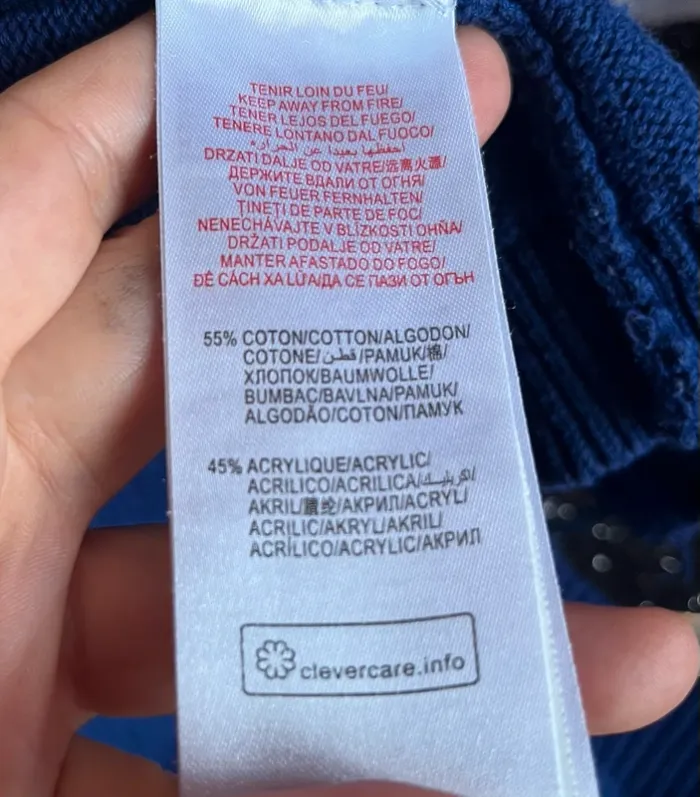 TENIR LOIN DU FEU/
KEEP AWAY FROM FIRE/
TENER LEJOS DEL FUEGO/
TENERE LONTANO DAL FUOCO/
احفظها بعيدا عن الحرارة
DRZATI DALJE OD VATRE/选离火源/
ДЕРЖИТЕ ВДАЛИ ОТ ОГНЯ/
VON FEUER FERNHALTEN/
ȚINEȚI DE PARTE DE FOC/
NENECHÁVAJTE V BLÍZKOSTI OHŇA/
DRŽATI PODALJE OD VATRE/
MANTER AFASTADO DO FOGO/
ĐỂ CÁCH XA LỬA/ДА СЕ ПАЗИ ОТ ОГЪН
55% COTON/COTTON/ALGODON/
COTONE/قطن/PAMUK/棉/
ХЛОПОК/BAUMWOLLE/
BUMBAC/BAVLNA/PAMUK/
ALGODÃO/COTON/ПАМУК
45% ACRYLIQUE/ACRYLIC/
ACRILICO/ACRILICA/اكريليك/
AKRIL/腈纶/АКРИЛ/ACRYL/
ACRILIC/AKRYL/AKRIL/
ACRÍLICO/ACRYLIC/АКРИЛ
clevercare.info